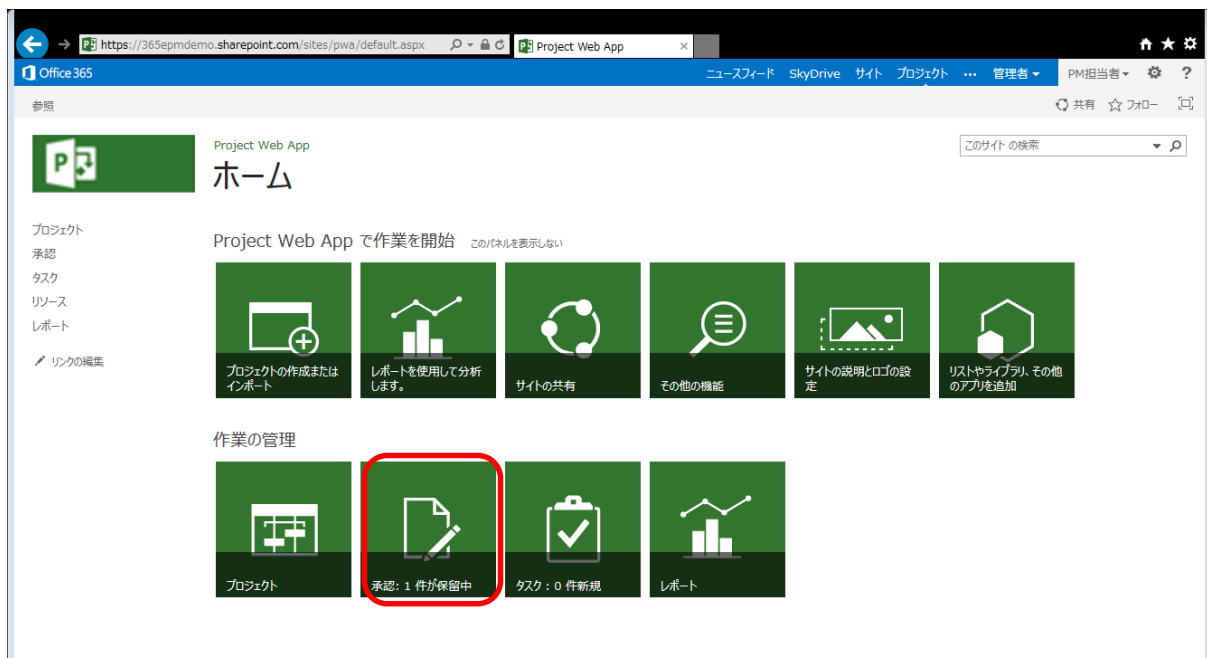 https://365epmdemo.sharepoint.com/sites/pwa/default.aspx
Project Web App
Office 365
ニュースフィード SkyDrive サイト プロジェクト ••• 管理者 PM担当者 ?
参照
共有 フォロー
P
Project Web App
このサイト の検索
ホーム
プロジェクト
承認
タスク
リソース
レポート
リンクの編集
Project Web App で作業を開始 このパネルを表示しない
プロジェクトの作成または
インポート
レポートを使用して分析
します。
サイトの共有
その他の機能
サイトの説明とロゴの設
定
リストやライブラリ、その他
のアプリを追加
作業の管理
プロジェクト
承認: 1 件が保留中
タスク : 0 件新規
レポート